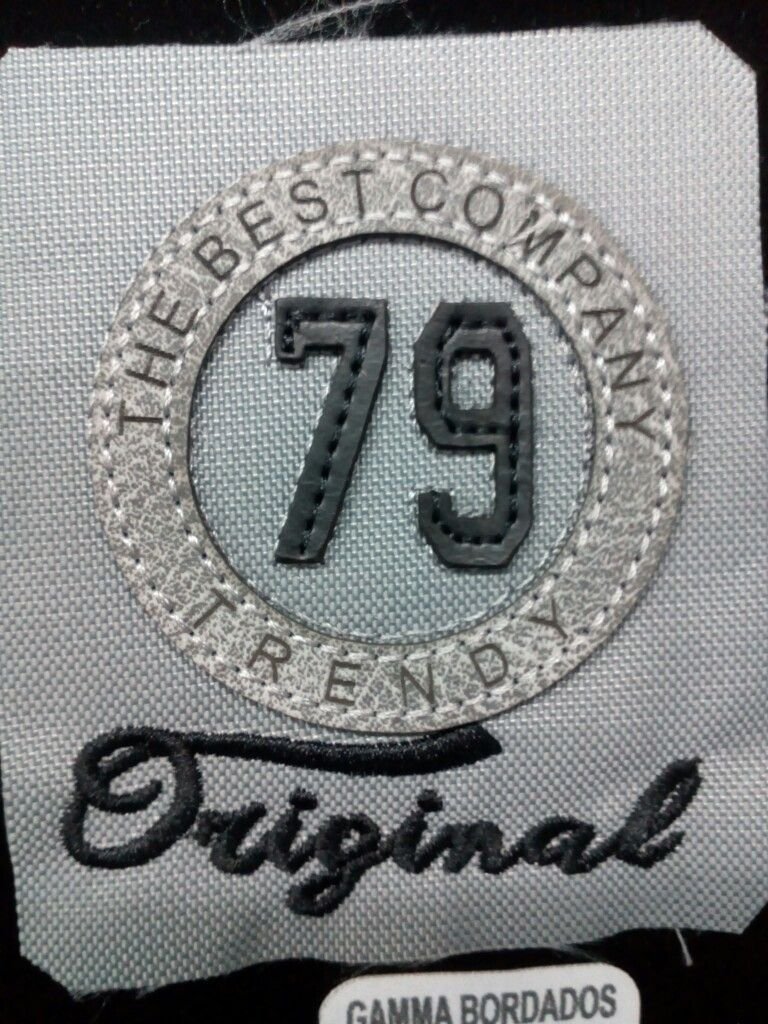 THE BEST COMPANY
79
TRENDY
Original
GAMMA BORDADOS